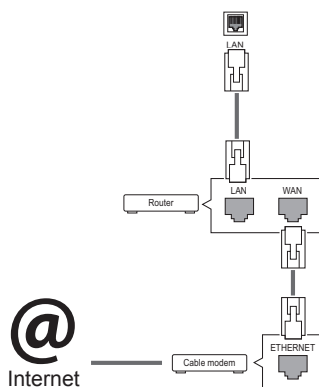 LAN
LAN WAN
Router
ETHERNET
@
Cable modem
Internet